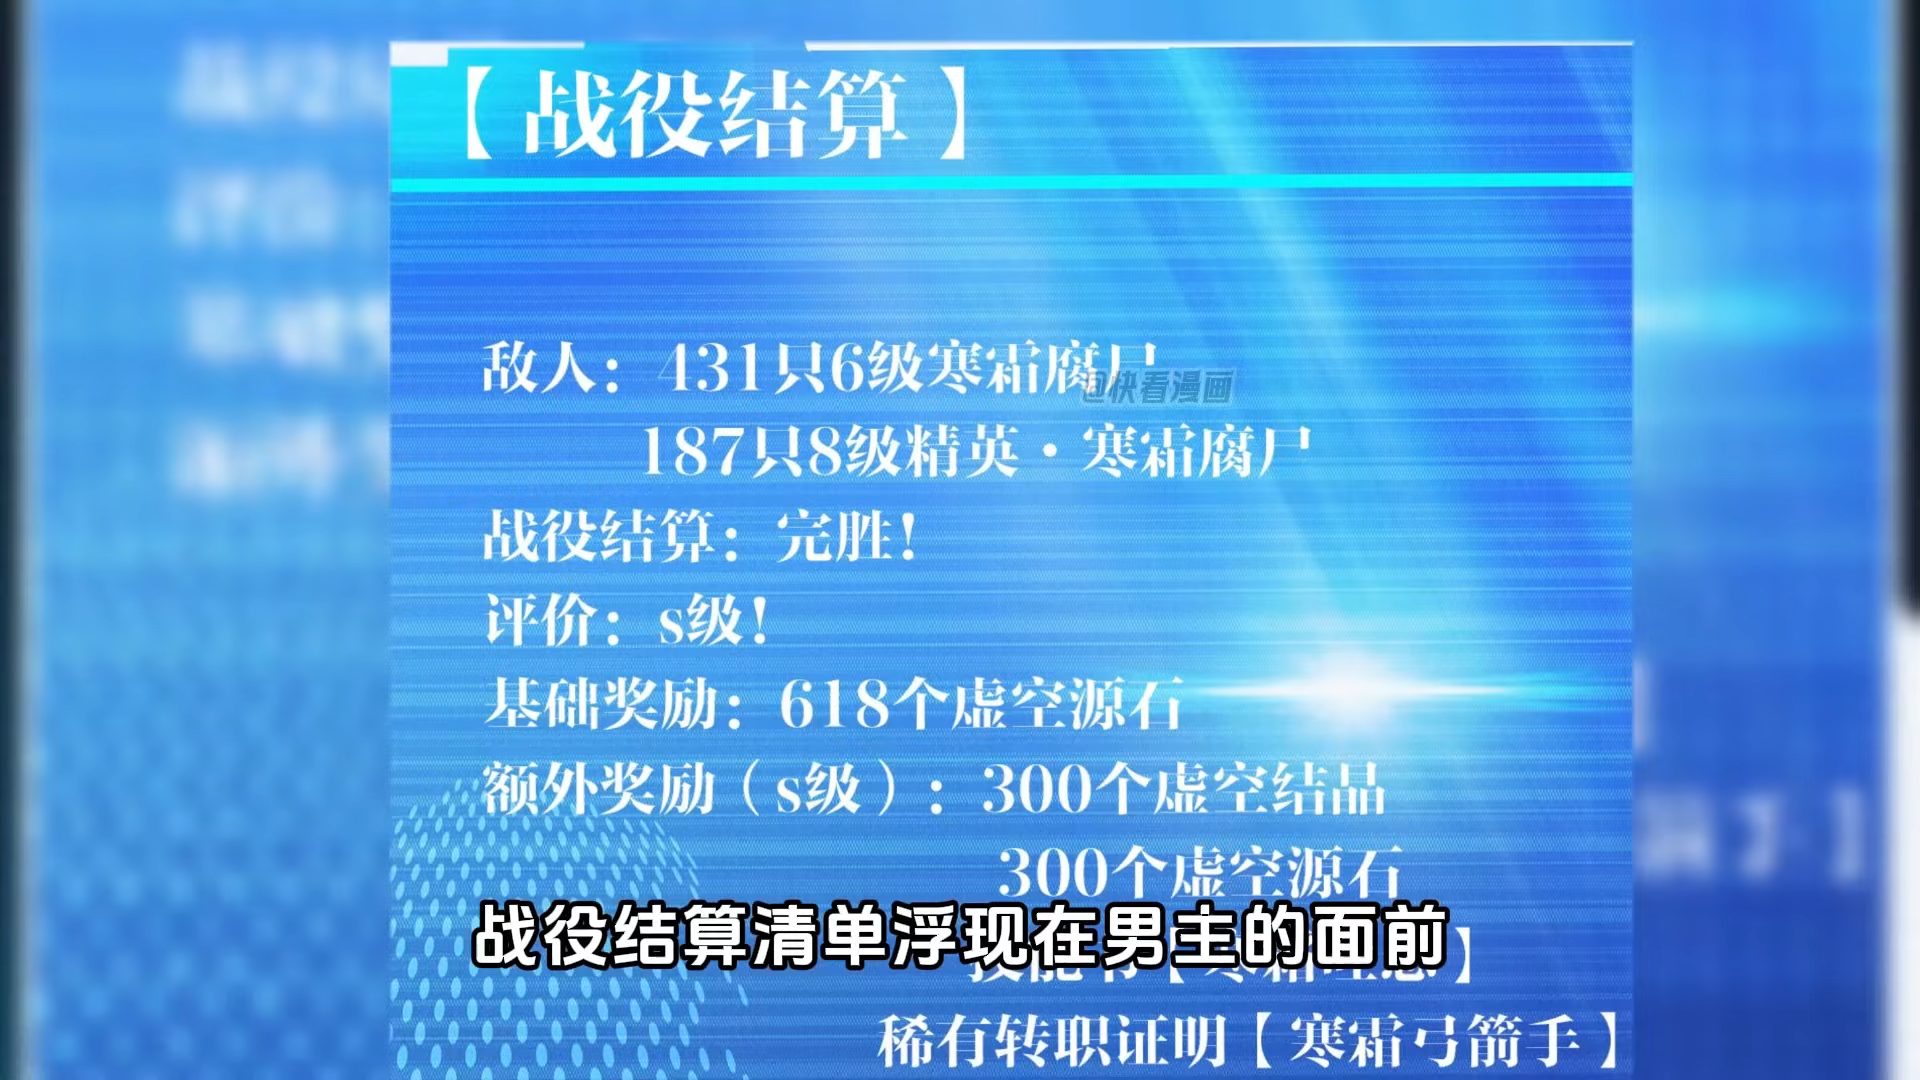 【战役结算】
敌人：431只6级寒霜腐尸
@快看漫画
187只8级精英·寒霜腐尸
战役结算：完胜！
评价：s级！
基础奖励：618个虚空源石
额外奖励（s级）：300个虚空结晶
300个虚空源石
战役结算清单浮现在男主的面前
稀有转职证明【寒霜弓箭手】